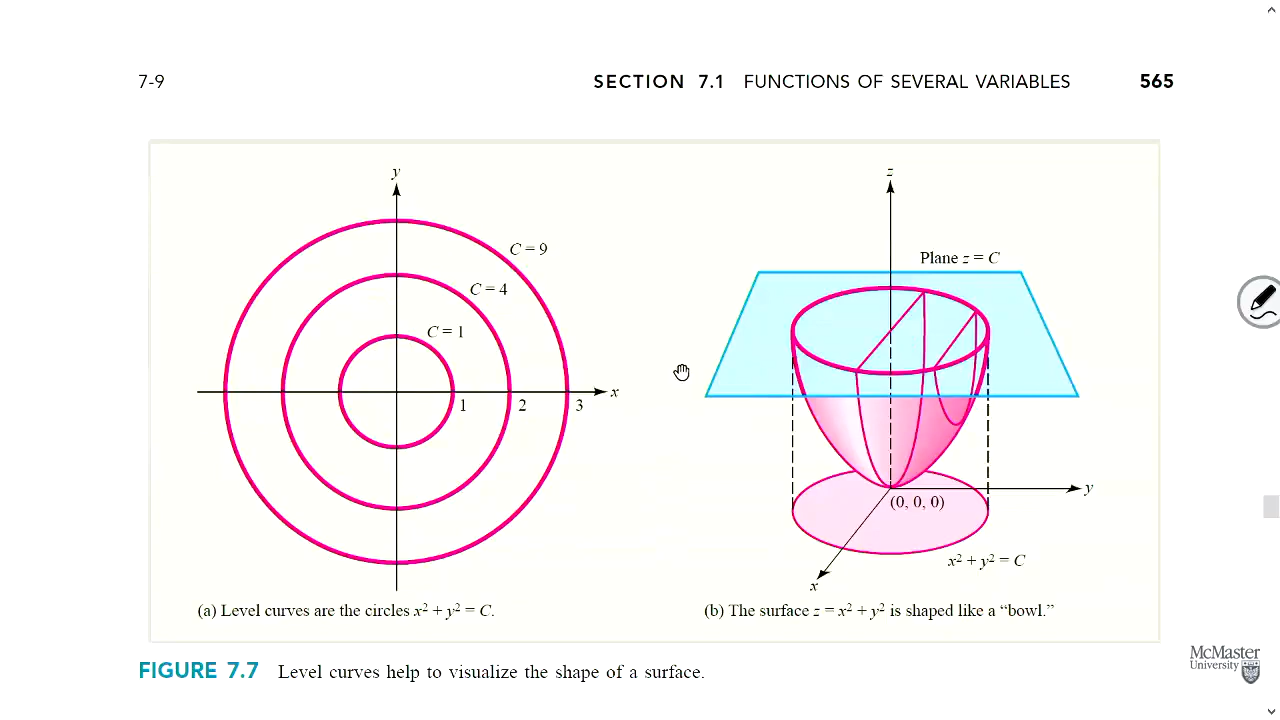 7-9
SECTION 7.1 FUNCTIONS OF SEVERAL VARIABLES 565
y
C = 9
C = 4
C = 1
x
1 2 3
(a) Level curves are the circles x² + y² = C.
z
Plane z = C
y
(0, 0, 0)
x² + y² = C
x
(b) The surface z = x² + y² is shaped like a “bowl.”
FIGURE 7.7 Level curves help to visualize the shape of a surface.
McMaster
University